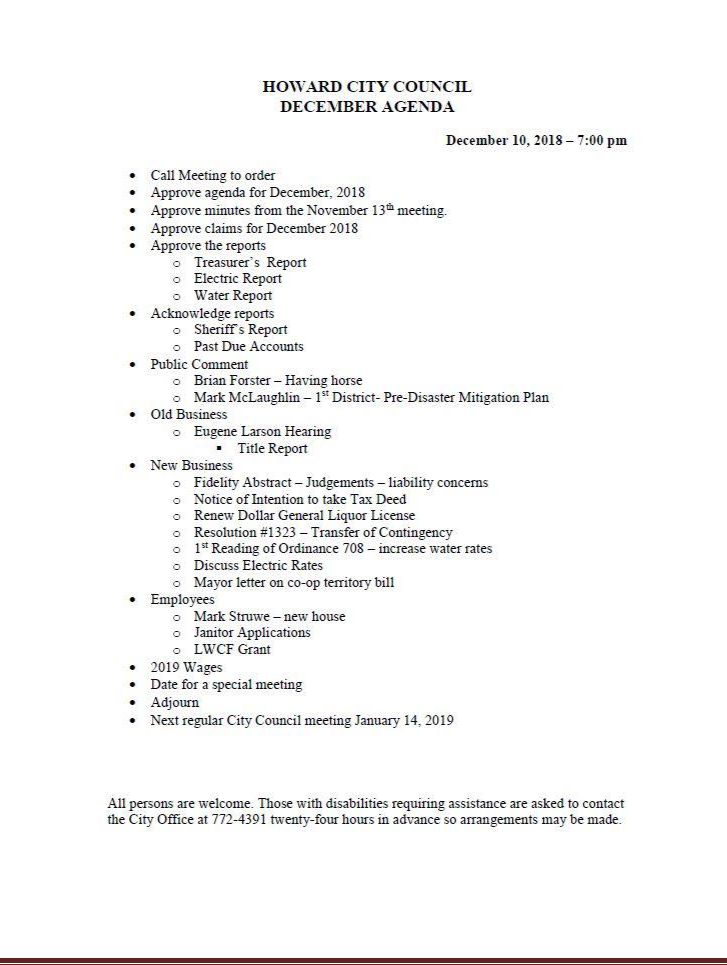 HOWARD CITY COUNCIL
DECEMBER AGENDA
December 10, 2018 – 7:00 pm
• Call Meeting to order
• Approve agenda for December, 2018
• Approve minutes from the November 13th meeting.
• Approve claims for December 2018
• Approve the reports
o Treasurer`s Report
o Electric Report
o Water Report
• Acknowledge reports
o Sheriff's Report
o Past Due Accounts
• Public Comment
o Brian Forster – Having horse
o Mark McLaughlin – 1st District- Pre-Disaster Mitigation Plan
• Old Business
o Eugene Larson Hearing
▪ Title Report
• New Business
o Fidelity Abstract – Judgements – liability concerns
o Notice of Intention to take Tax Deed
o Renew Dollar General Liquor License
o Resolution #1323 – Transfer of Contingency
o 1st Reading of Ordinance 708 – increase water rates
o Discuss Electric Rates
o Mayor letter on co-op territory bill
• Employees
o Mark Struwe – new house
o Janitor Applications
o LWCF Grant
• 2019 Wages
• Date for a special meeting
• Adjourn
• Next regular City Council meeting January 14, 2019
All persons are welcome. Those with disabilities requiring assistance are asked to contact
the City Office at 772-4391 twenty-four hours in advance so arrangements may be made.